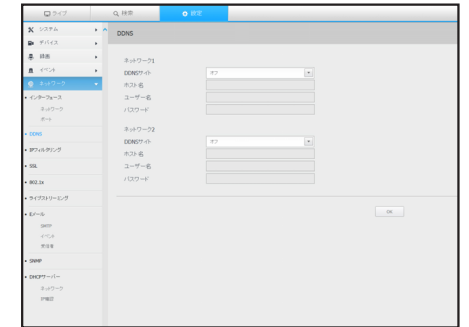 ライブ
検索
設定
システム
デバイス
録画
イベント
ネットワーク
インターフェース
ネットワーク
ポート
DDNS
IPフィルタリング
SSL
802.1x
ライブストリーミング
Eメール
SMTP
イベント
受信者
SNMP
DHCPサーバー
ネットワーク
IP確認
DDNS
ネットワーク1
DDNSサイト
オフ
ホスト名
ユーザー名
パスワード
ネットワーク2
DDNSサイト
オフ
ホスト名
ユーザー名
パスワード
OK